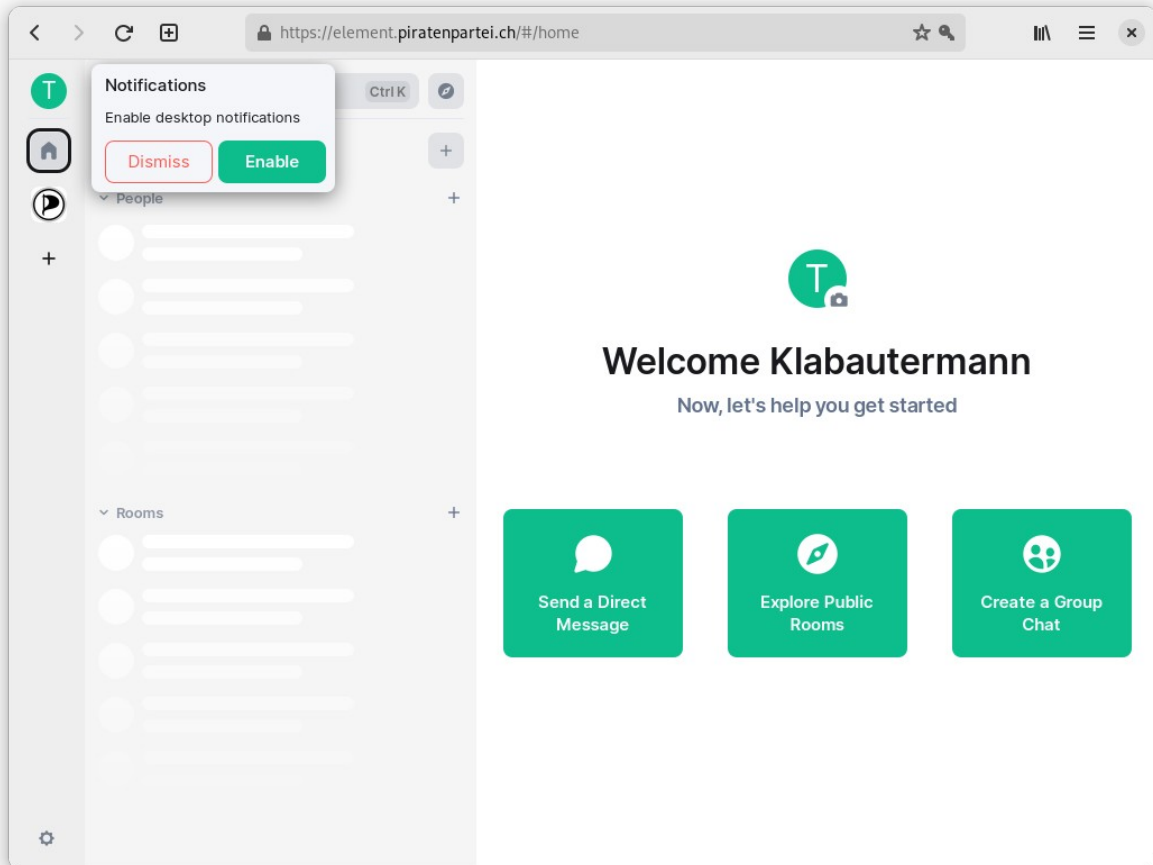 https://element.piratenpartei.ch/#/home
T
Notifications
Enable desktop notifications
Dismiss
Enable
Ctrl K
People
Rooms
T
Welcome Klabautermann
Now, let's help you get started
Send a Direct
Message
Explore Public
Rooms
Create a Group
Chat